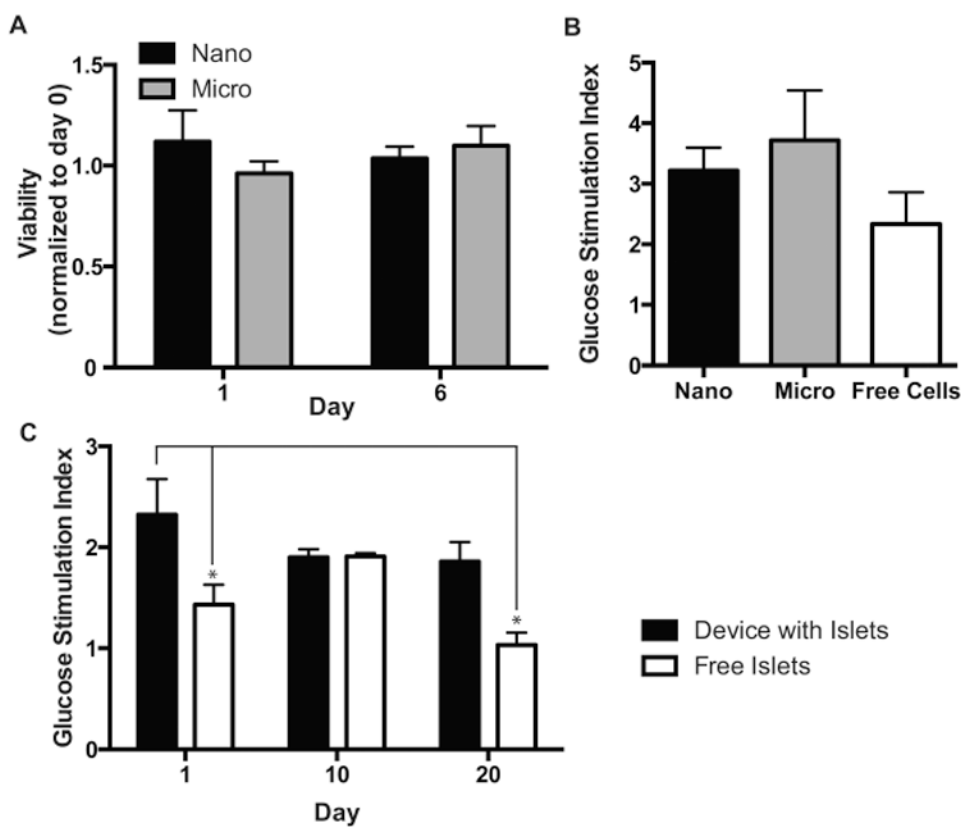 A
Nano
Micro
Viability
(normalized to day 0)
1.5
1.0
0.5
0
1
6
Day
B
Glucose Stimulation Index
5
4
3
2
1
0
Nano
Micro
Free Cells
C
Glucose Stimulation Index
3
2
1
0
*
*
1
10
20
Day
Device with Islets
Free Islets